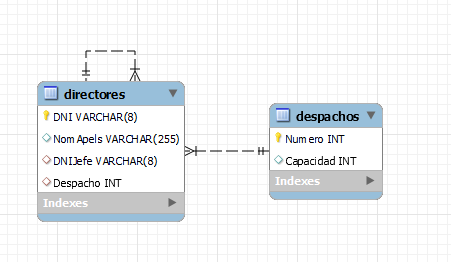 directores
DNI VARCHAR(8)
NomApels VARCHAR(255)
DNIJefe VARCHAR(8)
Despacho INT
Indexes
despachos
Numero INT
Capacidad INT
Indexes